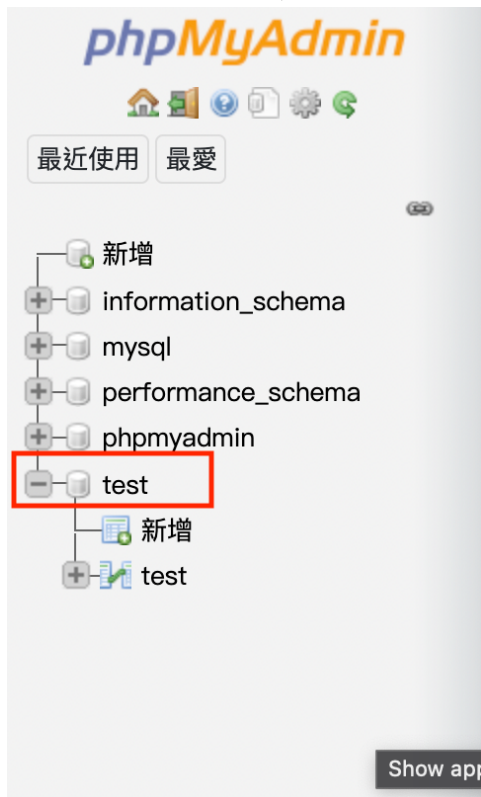 phpMyAdmin
最近使用 最愛
新增
information_schema
mysql
performance_schema
phpmyadmin
test
新增
test
Show app